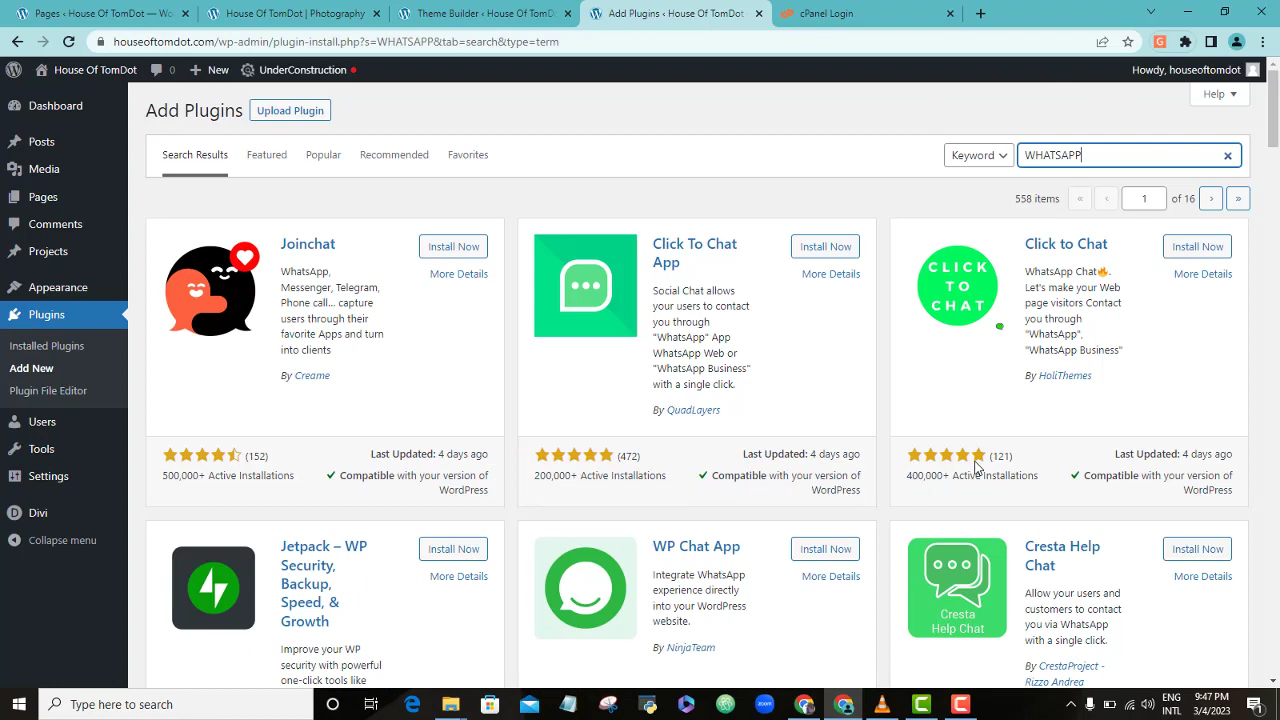 Pages ‹ House Of TomDot — Wo
House Of TomDot | Photography
Theme Builder ‹ House Of TomDo
Add Plugins ‹ House Of TomDot
cPanel Login
houseoftomdot.com/wp-admin/plugin-install.php?s=WHATSAPP&tab=search&type=term
House Of TomDot
0
New
UnderConstruction
Howdy, houseoftomdot
Dashboard
Posts
Media
Pages
Comments
Projects
Appearance
Plugins
Installed Plugins
Add New
Plugin File Editor
Users
Tools
Settings
Divi
Collapse menu
Add Plugins
Upload Plugin
Help
Search Results
Featured
Popular
Recommended
Favorites
Keyword
WHATSAPP
558 items
«
‹
1
of 16
›
»
Joinchat
Install Now
More Details
WhatsApp,
Messenger, Telegram,
Phone call... capture
users through their
favorite Apps and turn
into clients
By Creame
(152)
500,000+ Active Installations
Last Updated: 4 days ago
Compatible with your version of
WordPress
Click To Chat
App
Install Now
More Details
Social Chat allows
your users to contact
you through
"WhatsApp" App
WhatsApp Web or
"WhatsApp Business"
with a single click.
By QuadLayers
(472)
200,000+ Active Installations
Last Updated: 4 days ago
Compatible with your version of
WordPress
CLICK
TO
CHAT
Click to Chat
Install Now
More Details
WhatsApp Chat🔥.
Let's make your Web
page visitors Contact
you through
"WhatsApp",
"WhatsApp Business"
By HoliThemes
(121)
400,000+ Active Installations
Last Updated: 4 days ago
Compatible with your version of
WordPress
Jetpack – WP
Security,
Backup,
Speed, &
Growth
Install Now
More Details
Improve your WP
security with powerful
one-click tools like
WP Chat App
Install Now
More Details
Integrate WhatsApp
experience directly
into your WordPress
website.
By NinjaTeam
Cresta
Help Chat
Cresta Help
Chat
Install Now
More Details
Allow your users and
customers to contact
you via WhatsApp
with a single click.
By CrestaProject -
Rizzo Andrea
Type here to search
zoom
ENG
INTL
9:47 PM
3/4/2023